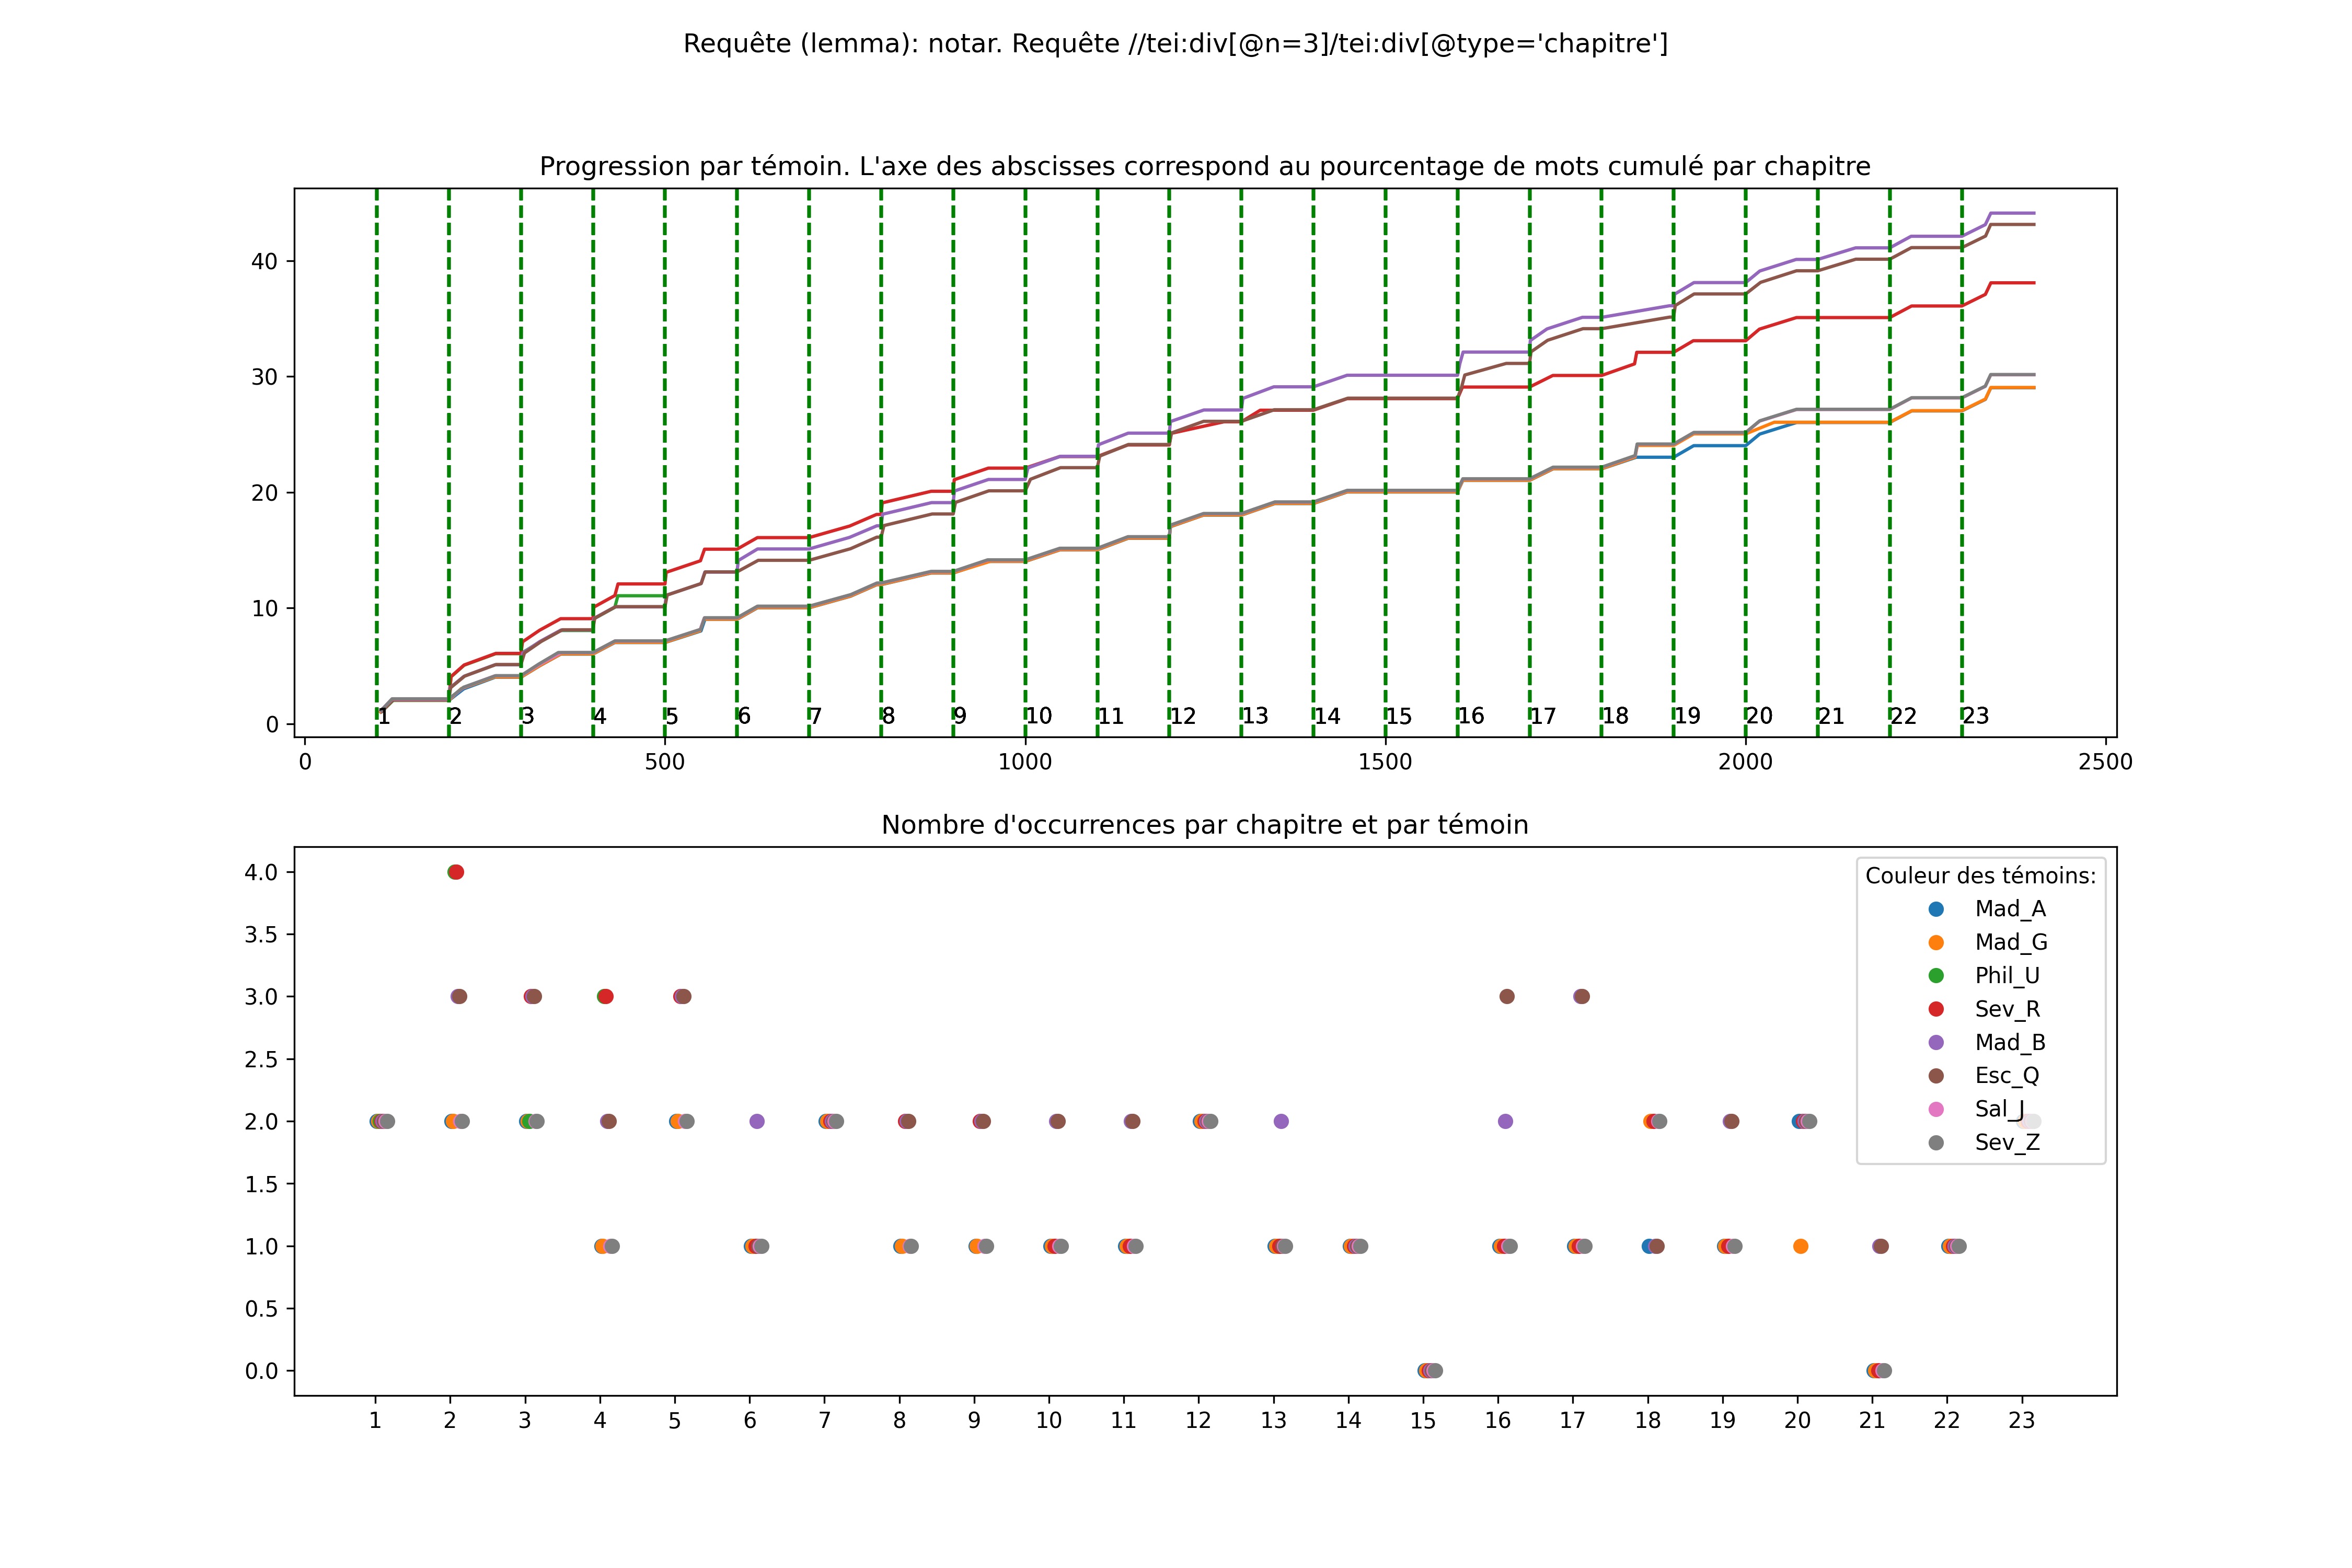 Requête (lemma): notar. Requête //tei:div[@n=3]/tei:div[@type='chapitre']
Progression par témoin. L'axe des abscisses correspond au pourcentage de mots cumulé par chapitre
40
30
20
10
0
1 2 3 4 5 6 7 8 9 10 11 12 13 14 15 16 17 18 19 20 21 22 23
0 500 1000 1500 2000 2500
Nombre d'occurrences par chapitre et par témoin
4.0
3.5
3.0
2.5
2.0
1.5
1.0
0.5
0.0
Couleur des témoins:
Mad_A
Mad_G
Phil_U
Sev_R
Mad_B
Esc_Q
Sal_J
Sev_Z
1 2 3 4 5 6 7 8 9 10 11 12 13 14 15 16 17 18 19 20 21 22 23